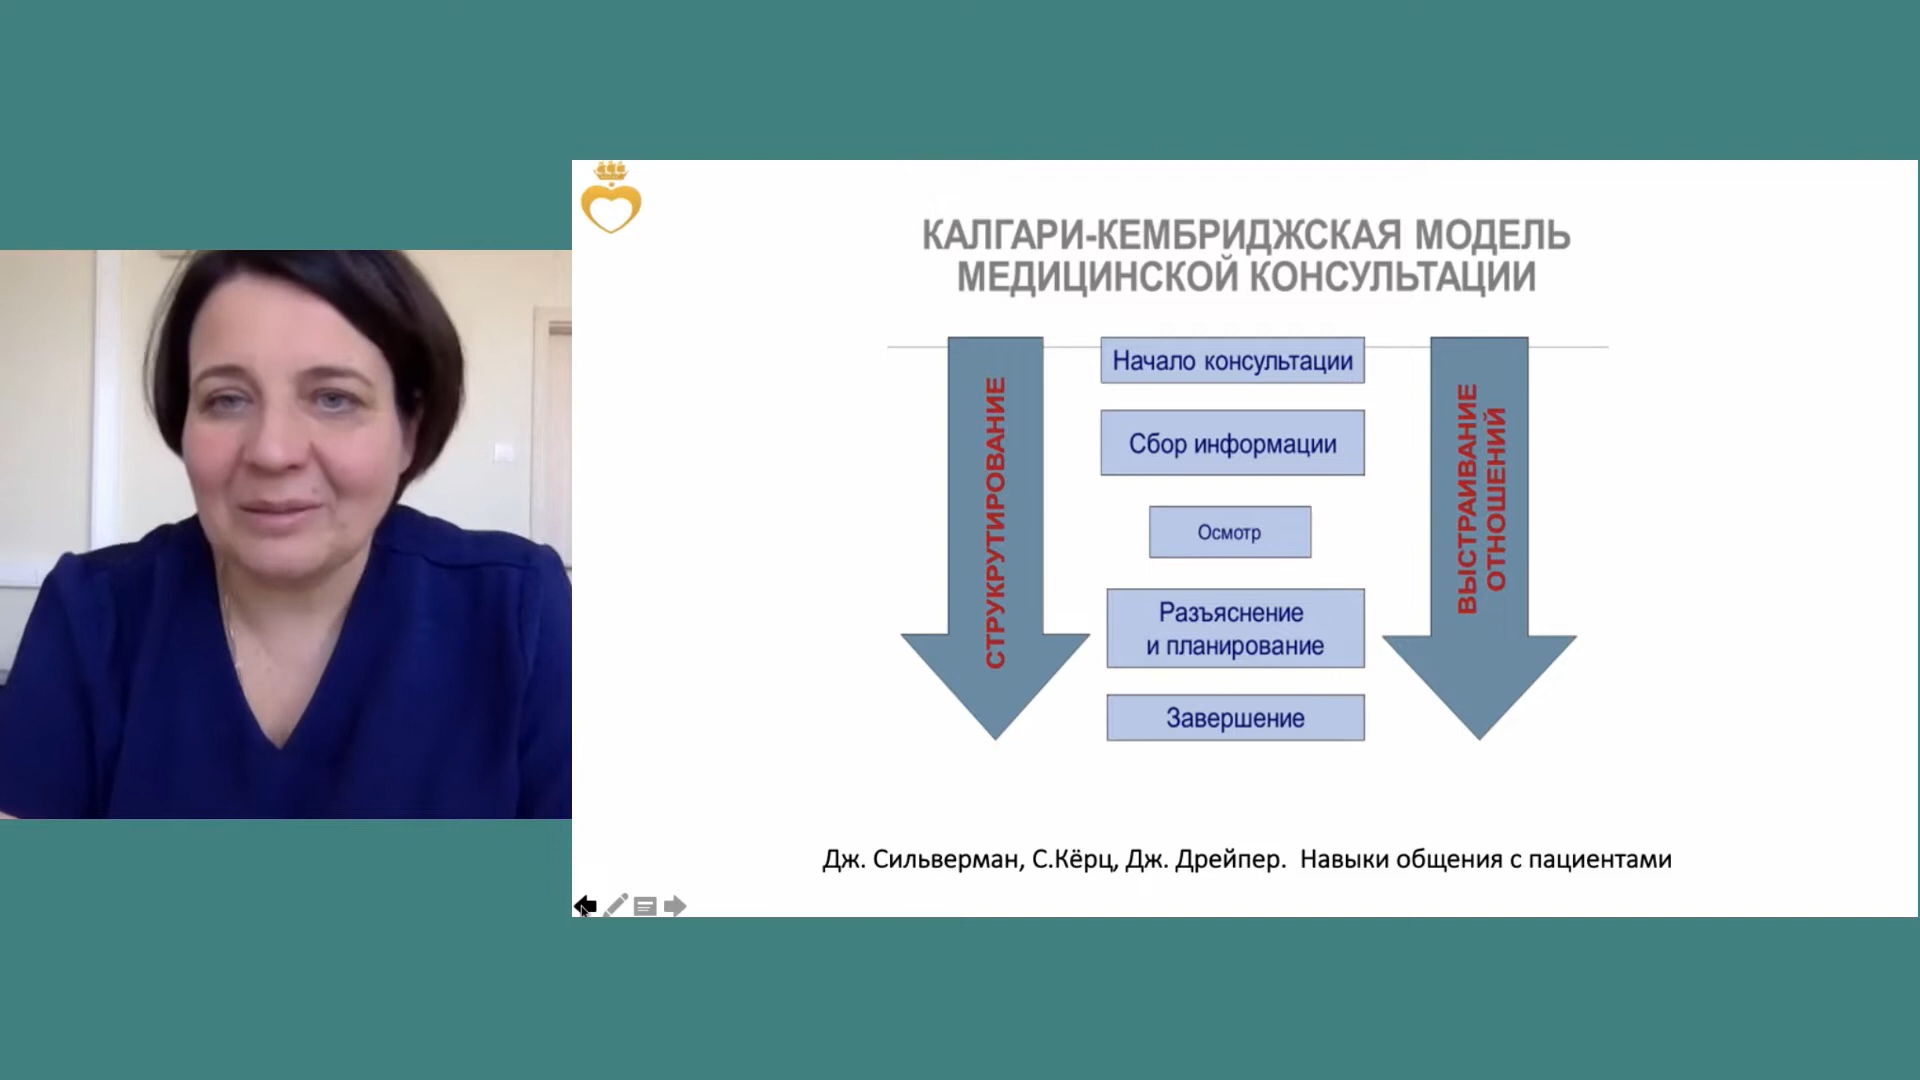 КАЛГАРИ-КЕМБРИДЖСКАЯ МОДЕЛЬ
МЕДИЦИНСКОЙ КОНСУЛЬТАЦИИ
СТРУКРУТИРОВАНИЕ
Начало консультации
Сбор информации
Осмотр
Разъяснение
и планирование
Завершение
ВЫСТРАИВАНИЕ
ОТНОШЕНИЙ
Дж. Сильверман, С.Кёрц, Дж. Дрейпер. Навыки общения с пациентами